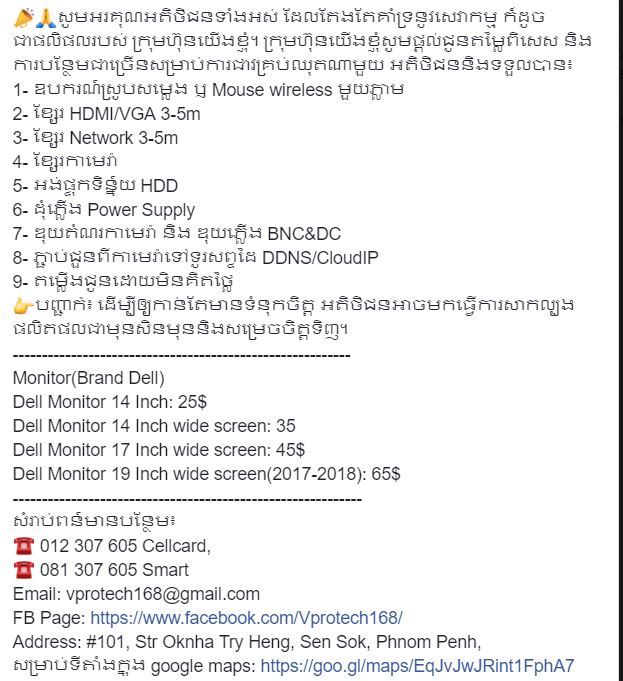 🎉🙏សូមអរគុណអតិថិជនទាំងអស់ ដែលតែងតែគាំទ្រនូវសេវាកម្ម ក៏ដូច
ជាផលិផលរបស់ ក្រុមហ៊ុនយើងខ្ញុំ។ ក្រុមហ៊ុនយើងខ្ញុំសូមផ្តល់ជូនតម្លៃពិសេស និង
ការបន្ថែមជាច្រើនសម្រាប់ការជាវគ្រប់ឈុតណាមួយ អតិថិជននិងទទួលបាន៖
1- ឧបករណ៍ស្រូបសម្លេង ឬ Mouse wireless មួយភ្លាម
2- ខ្សែរ HDMI/VGA 3-5m
3- ខ្សែរ Network 3-5m
4- ខ្សែរកាមេរ៉ា
5- អង់ផ្ទុកទិន្ន័យ HDD
6- ដុំភ្លើង Power Supply
7- ឌុយតំណរកាមេរ៉ា និង ឌុយភ្លើង BNC&DC
8- ភ្ជាប់ជួនពីកាមេរ៉ាទៅទូរសព្ទដៃ DDNS/CloudIP
9- តម្លើងជូនដោយមិនគិតថ្លៃ
👉បញ្ជាក់៖ ដើម្បីឲ្យកាន់តែមានទំនុកចិត្ត អតិថិជនអាចមកធ្វើការសាកល្បង
ផលិតផលជាមុនសិនមុននិងសម្រេចចិត្តទិញ។
----------------------------------------------------------
Monitor(Brand Dell)
Dell Monitor 14 Inch: 25$
Dell Monitor 14 Inch wide screen: 35
Dell Monitor 17 Inch wide screen: 45$
Dell Monitor 19 Inch wide screen(2017-2018): 65$
------------------------------------------------------------
សំរាប់ពន៌មានបន្ថែម៖
☎️ 012 307 605 Cellcard,
☎️ 081 307 605 Smart
Email: vprotech168@gmail.com
FB Page: https://www.facebook.com/Vprotech168/
Address: #101, Str Oknha Try Heng, Sen Sok, Phnom Penh,
សម្រាប់ទីតាំងក្នុង google maps: https://goo.gl/maps/EqJvJwJRint1FphA7